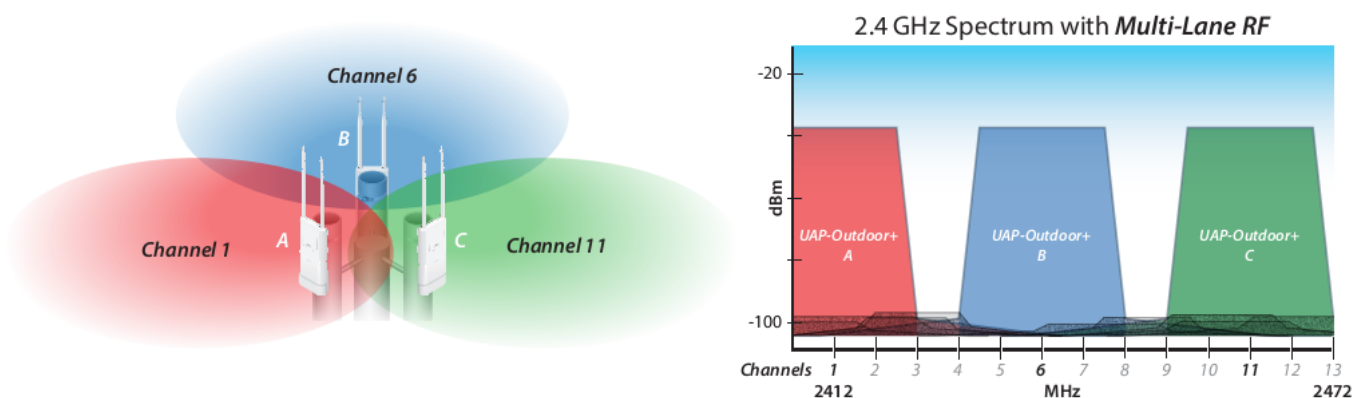 Channel 6
B
Channel 1
A
C
Channel 11
2.4 GHz Spectrum with Multi-Lane RF
-20
dBm
UAP-Outdoor+
A
UAP-Outdoor+
B
UAP-Outdoor+
C
-100
Channels 1 2 3 4 5 6 7 8 9 10 11 12 13
2412 MHz 2472